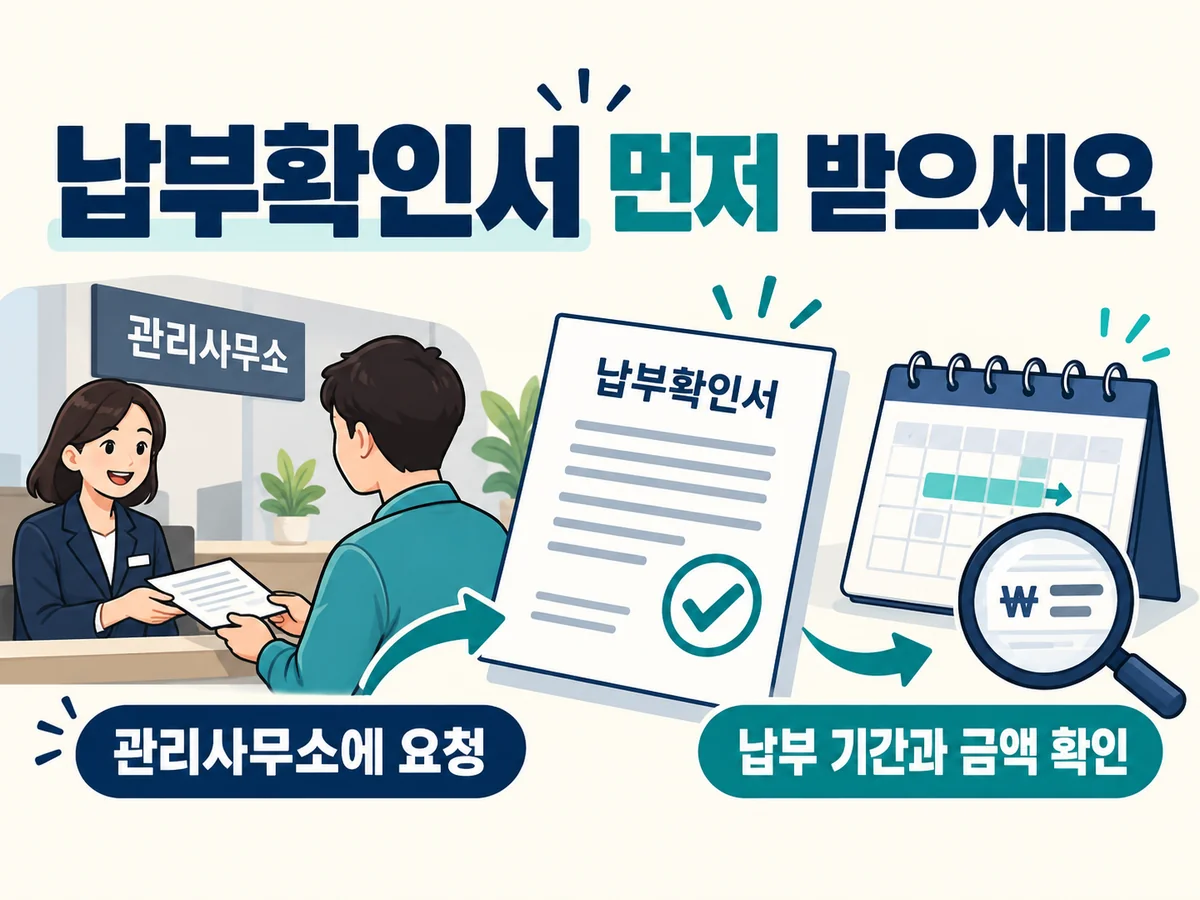 납부확인서 먼저 받으세요
관리사무소
납부확인서
₩
관리사무소에 요청
납부 기간과 금액 확인